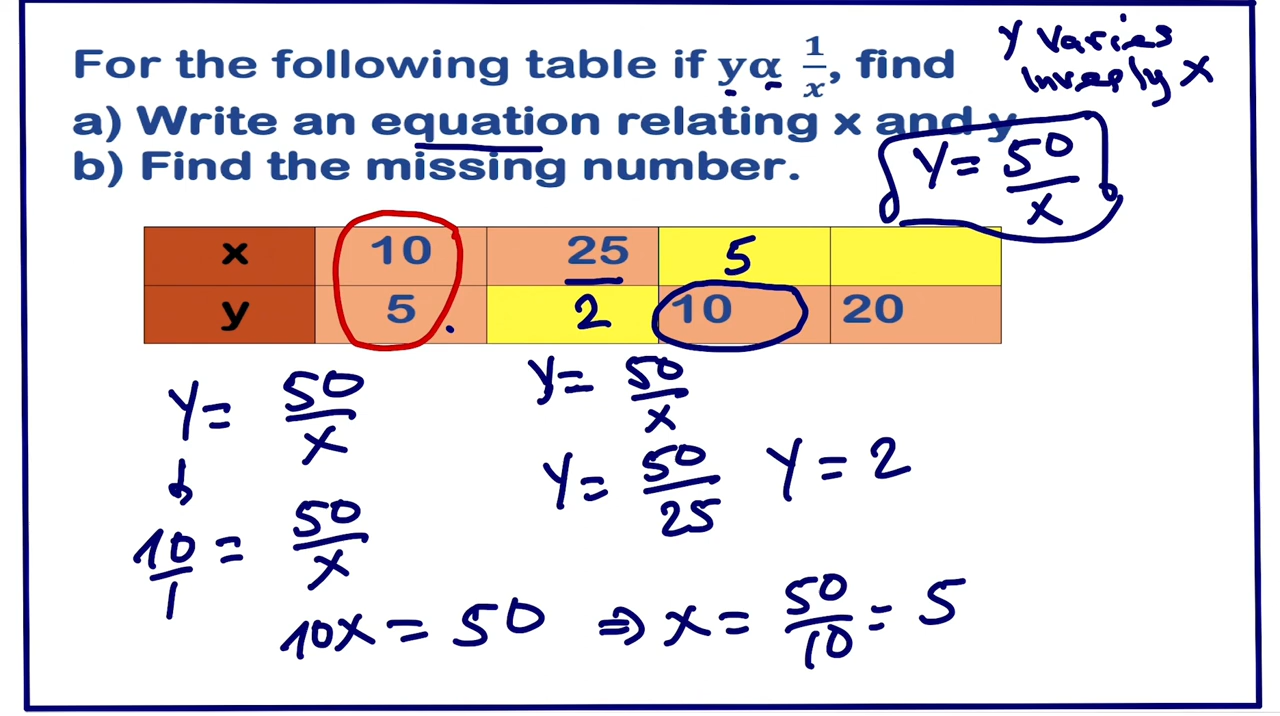 For the following table if yα 1/x, find
y varies
inversely x
a) Write an equation relating x and y
b) Find the missing number.
y = 50/x
x 10 25 5
y 5 2 10 20
y = 50/x
y = 50/x
y = 50/25 y = 2
10/1 = 50/x
10x = 50 ⇒ x = 50/10 = 5